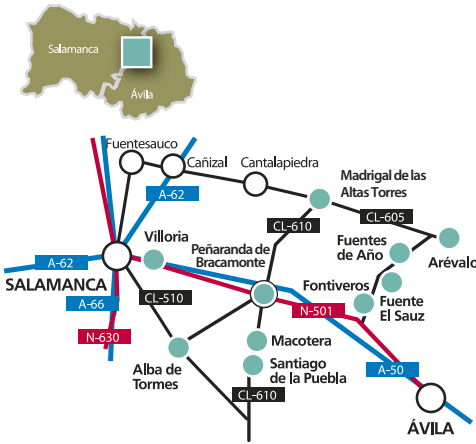 Salamanca
Ávila
Fuentesauco
Cañizal
Cantalapiedra
A-62
Madrigal de las
Altas Torres
CL-610
CL-605
Villoria
Peñaranda de
Bracamonte
Fuentes
de Año
Arévalo
A-62
SALAMANCA
A-66
CL-510
Fontiveros
Fuente
El Sauz
N-501
N-630
Macotera
Alba de
Tormes
Santiago
de la Puebla
A-50
CL-610
ÁVILA